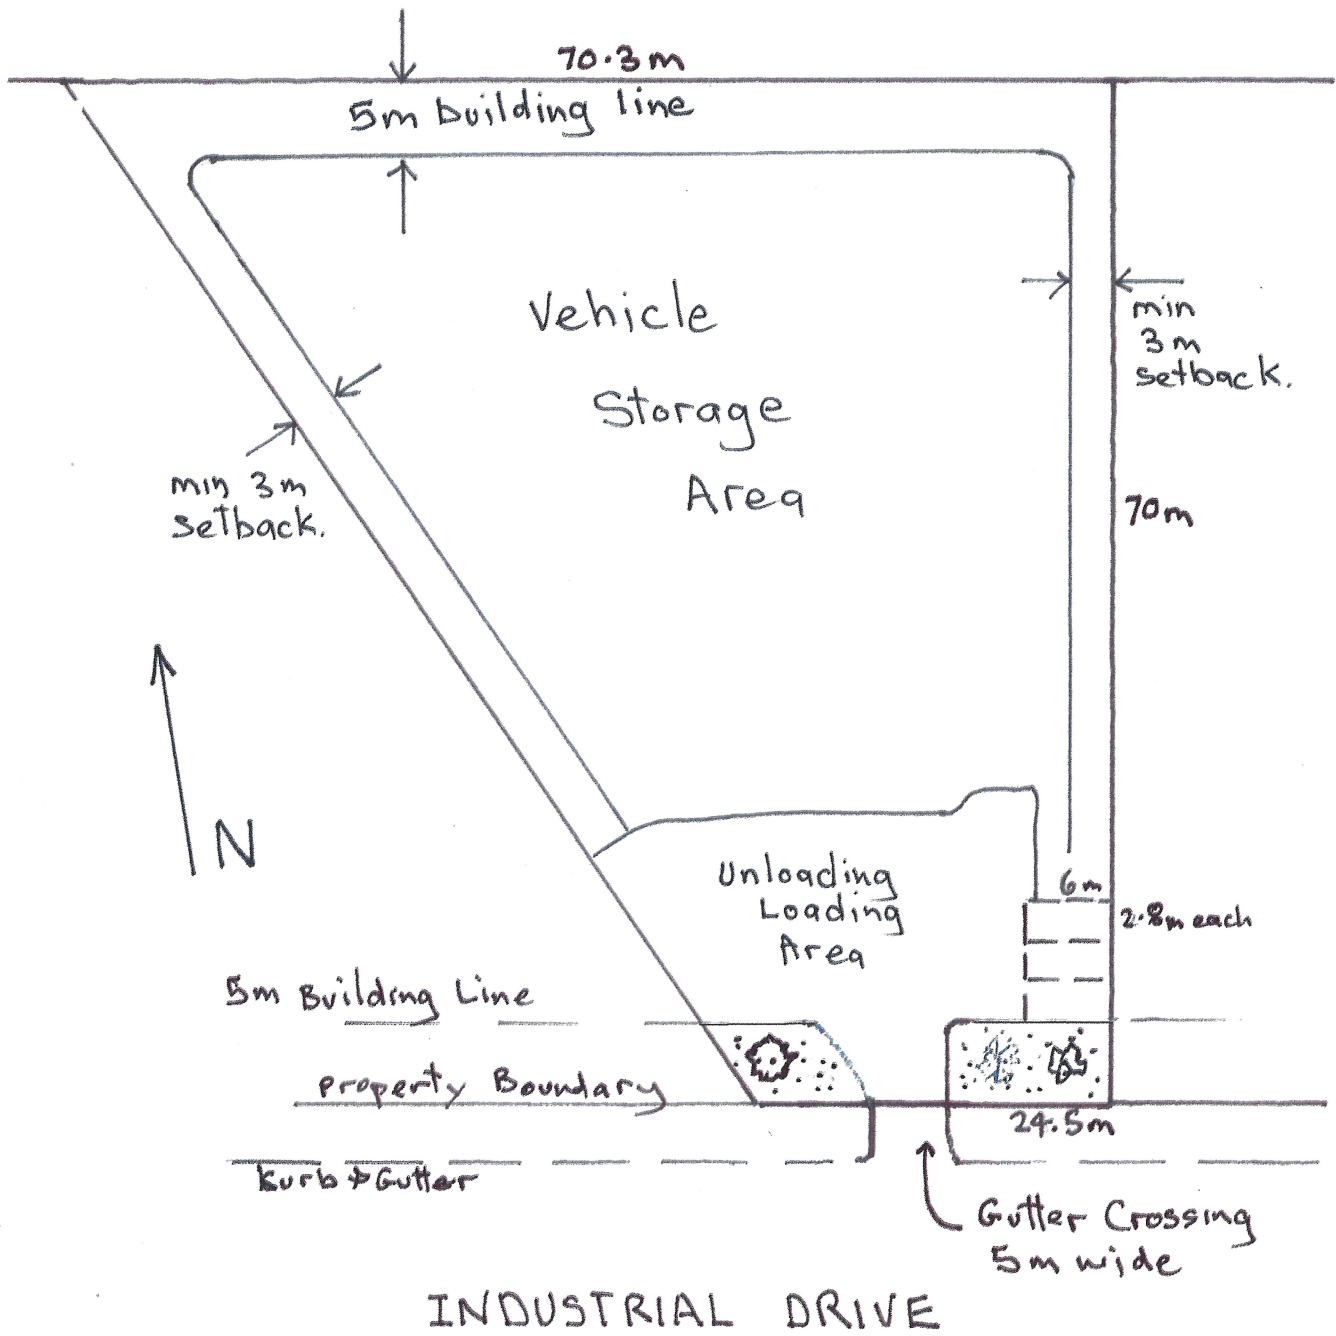 70.3m
5m building line
Vehicle
Storage
Area
min
3m
setback.
min 3m
setback.
70m
N
Unloading
Loading
Area
6m
2.8m each
5m Building Line
Property Boundary
24.5m
Kurb & Gutter
Gutter Crossing
5m wide
INDUSTRIAL DRIVE